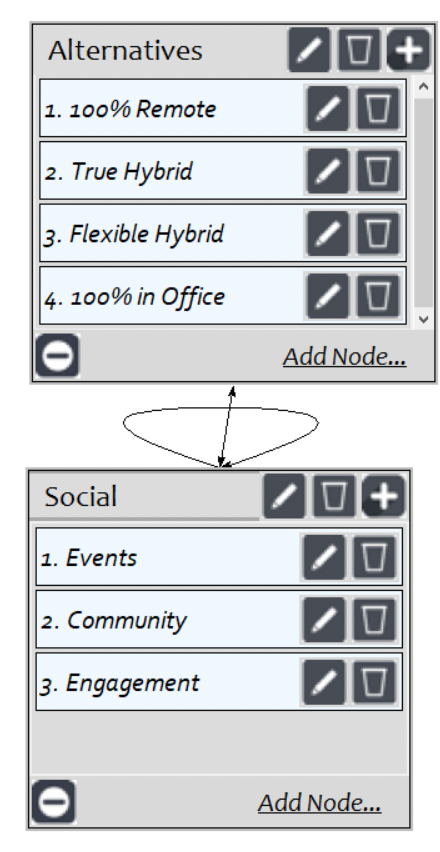 Alternatives
1. 100% Remote
2. True Hybrid
3. Flexible Hybrid
4. 100% in Office
Add Node...
Social
1. Events
2. Community
3. Engagement
Add Node...